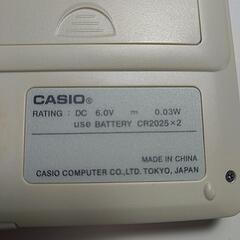 CASIO®
RATING : DC 6.0V ⎓ 0.03W
use BATTERY CR2025×2
MADE IN CHINA
CASIO COMPUTER CO.,LTD. TOKYO, JAPAN